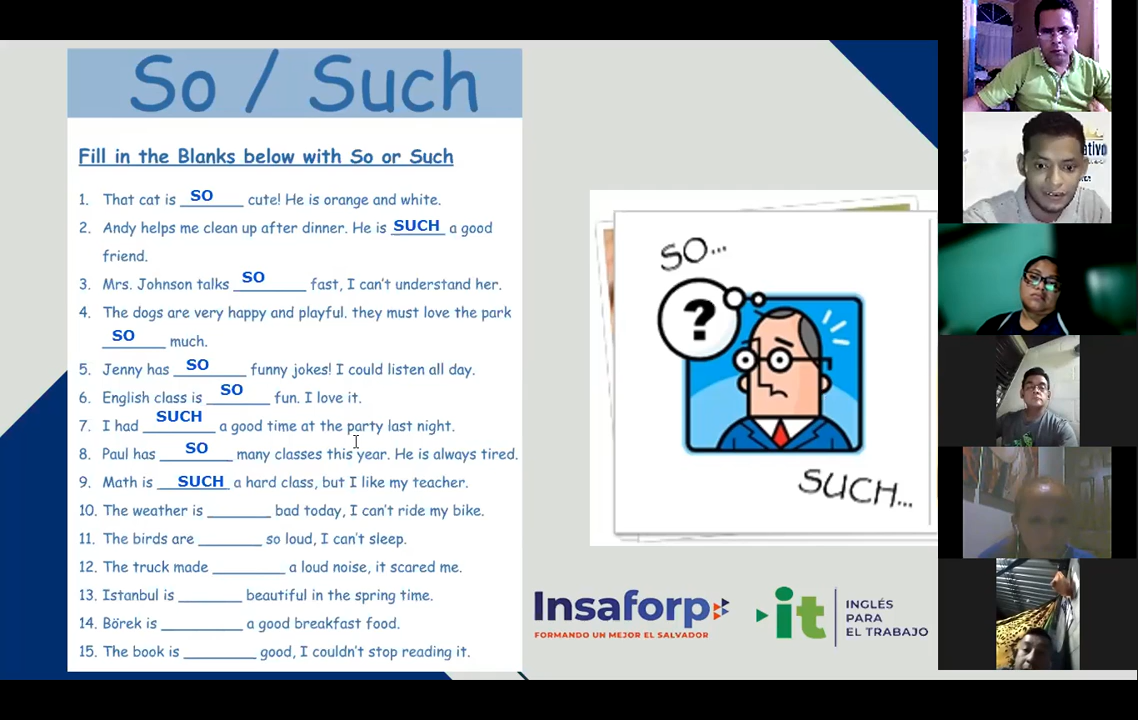 So / Such
Fill in the Blanks below with So or Such
1. That cat is SO cute! He is orange and white.
2. Andy helps me clean up after dinner. He is SUCH a good
friend.
3. Mrs. Johnson talks SO fast, I can't understand her.
4. The dogs are very happy and playful. they must love the park
SO much.
5. Jenny has SO funny jokes! I could listen all day.
6. English class is SO fun. I love it.
7. I had SUCH a good time at the party last night.
8. Paul has SO many classes this year. He is always tired.
9. Math is SUCH a hard class, but I like my teacher.
10. The weather is ________ bad today, I can't ride my bike.
11. The birds are ________ so loud, I can't sleep.
12. The truck made _________ a loud noise, it scared me.
13. Istanbul is ________ beautiful in the spring time.
14. Börek is __________ a good breakfast food.
15. The book is _________ good, I couldn't stop reading it.
SO...
?
SUCH...
Insaforp
FORMANDO UN MEJOR EL SALVADOR
it
INGLÉS
PARA
EL TRABAJO